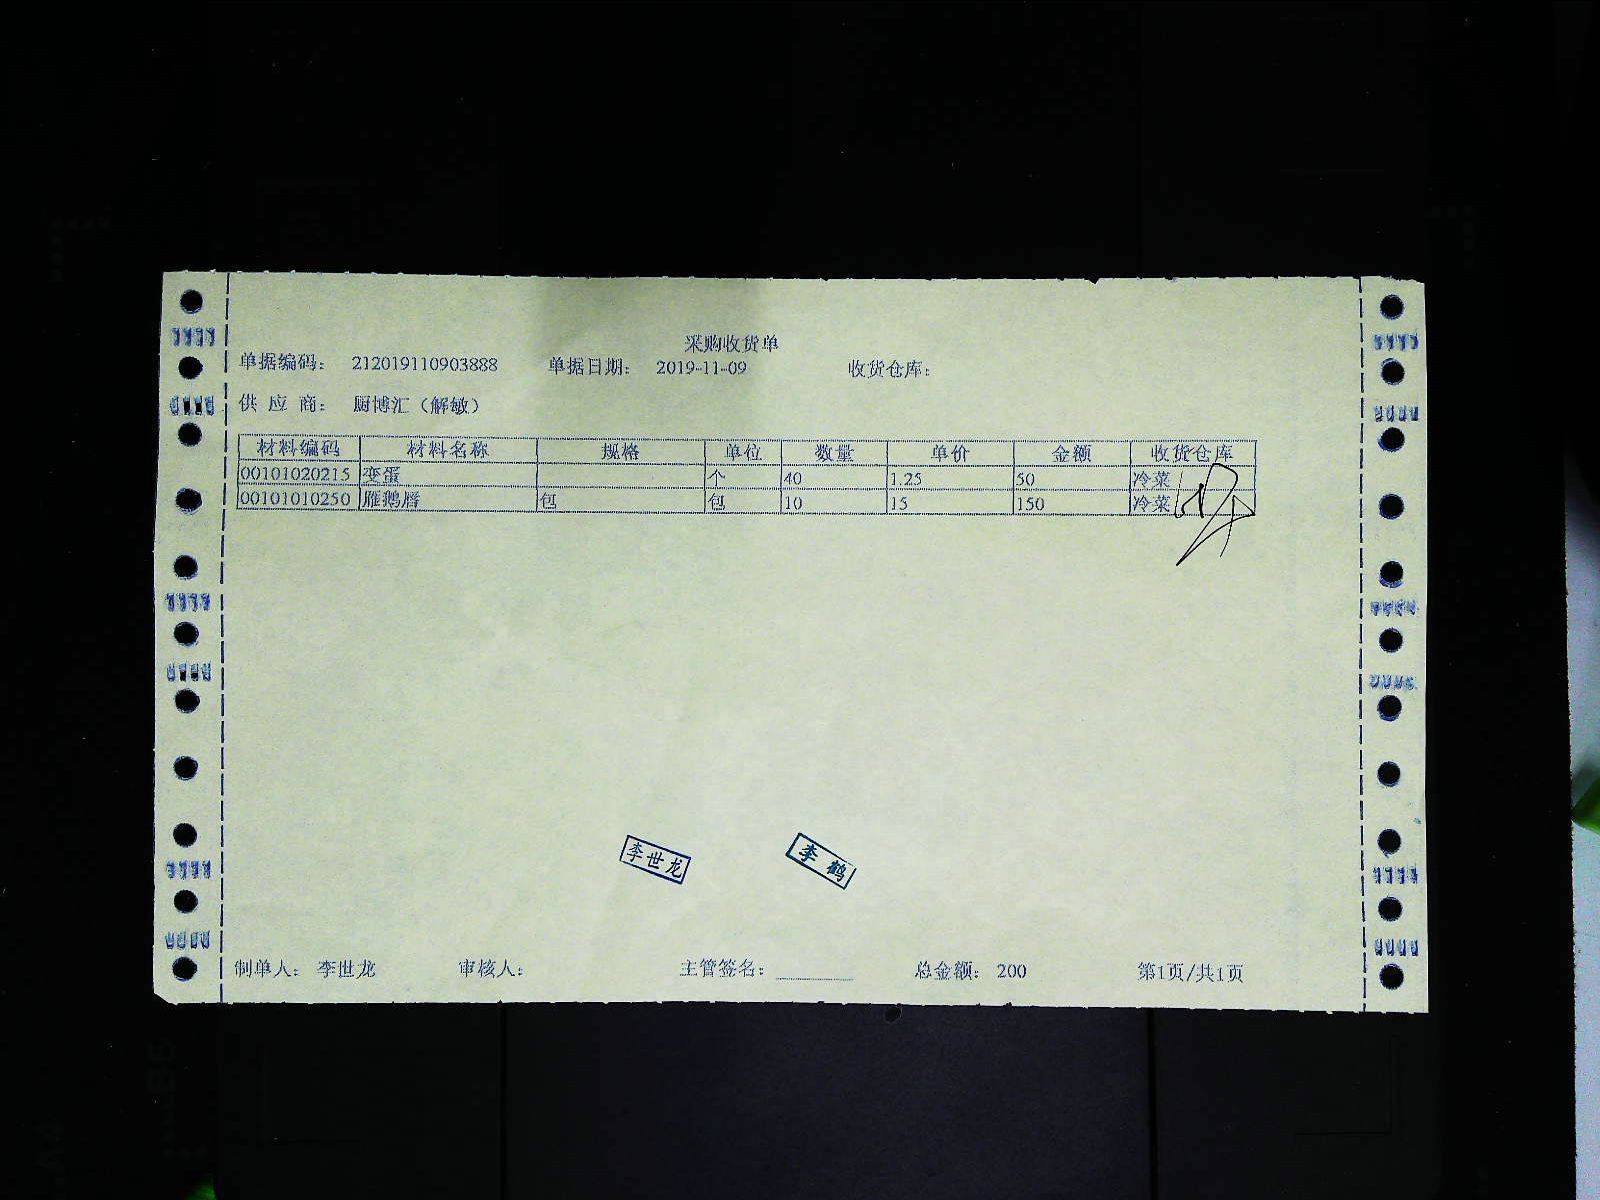 采购收货单
单据编码： 212019110903888 单据日期： 2019-11-09 收货仓库：
供 应 商： 厨博汇（解敏）
材料编码 材料名称 规格 单位 数量 单价 金额 收货仓库
00101020215 变蛋 个 40 1.25 50 冷菜
00101010250 雁鹅唇 包 包 10 15 150 冷菜
李世龙 李鹤
制单人： 李世龙 审核人： 主管签名： 总金额： 200 第1页/共1页